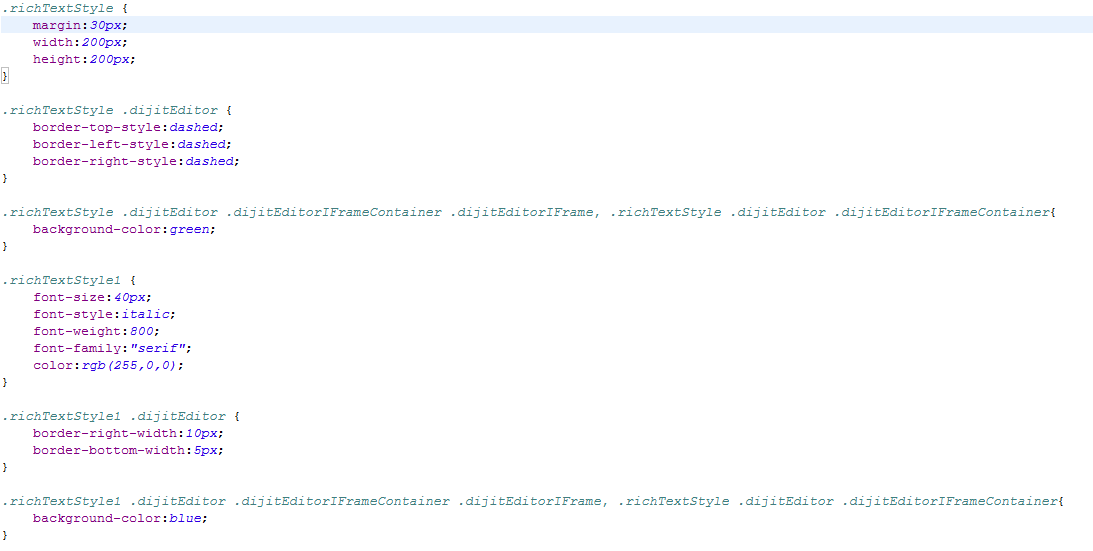 .richTextStyle {
    margin:30px;
    width:200px;
    height:200px;
}

.richTextStyle .dijitEditor {
    border-top-style:dashed;
    border-left-style:dashed;
    border-right-style:dashed;
}

.richTextStyle .dijitEditor .dijitEditorIFrameContainer .dijitEditorIFrame, .richTextStyle .dijitEditor .dijitEditorIFrameContainer{
    background-color:green;
}

.richTextStyle1 {
    font-size:40px;
    font-style:italic;
    font-weight:800;
    font-family:"serif";
    color:rgb(255,0,0);
}

.richTextStyle1 .dijitEditor {
    border-right-width:10px;
    border-bottom-width:5px;
}

.richTextStyle1 .dijitEditor .dijitEditorIFrameContainer .dijitEditorIFrame, .richTextStyle .dijitEditor .dijitEditorIFrameContainer{
    background-color:blue;
}